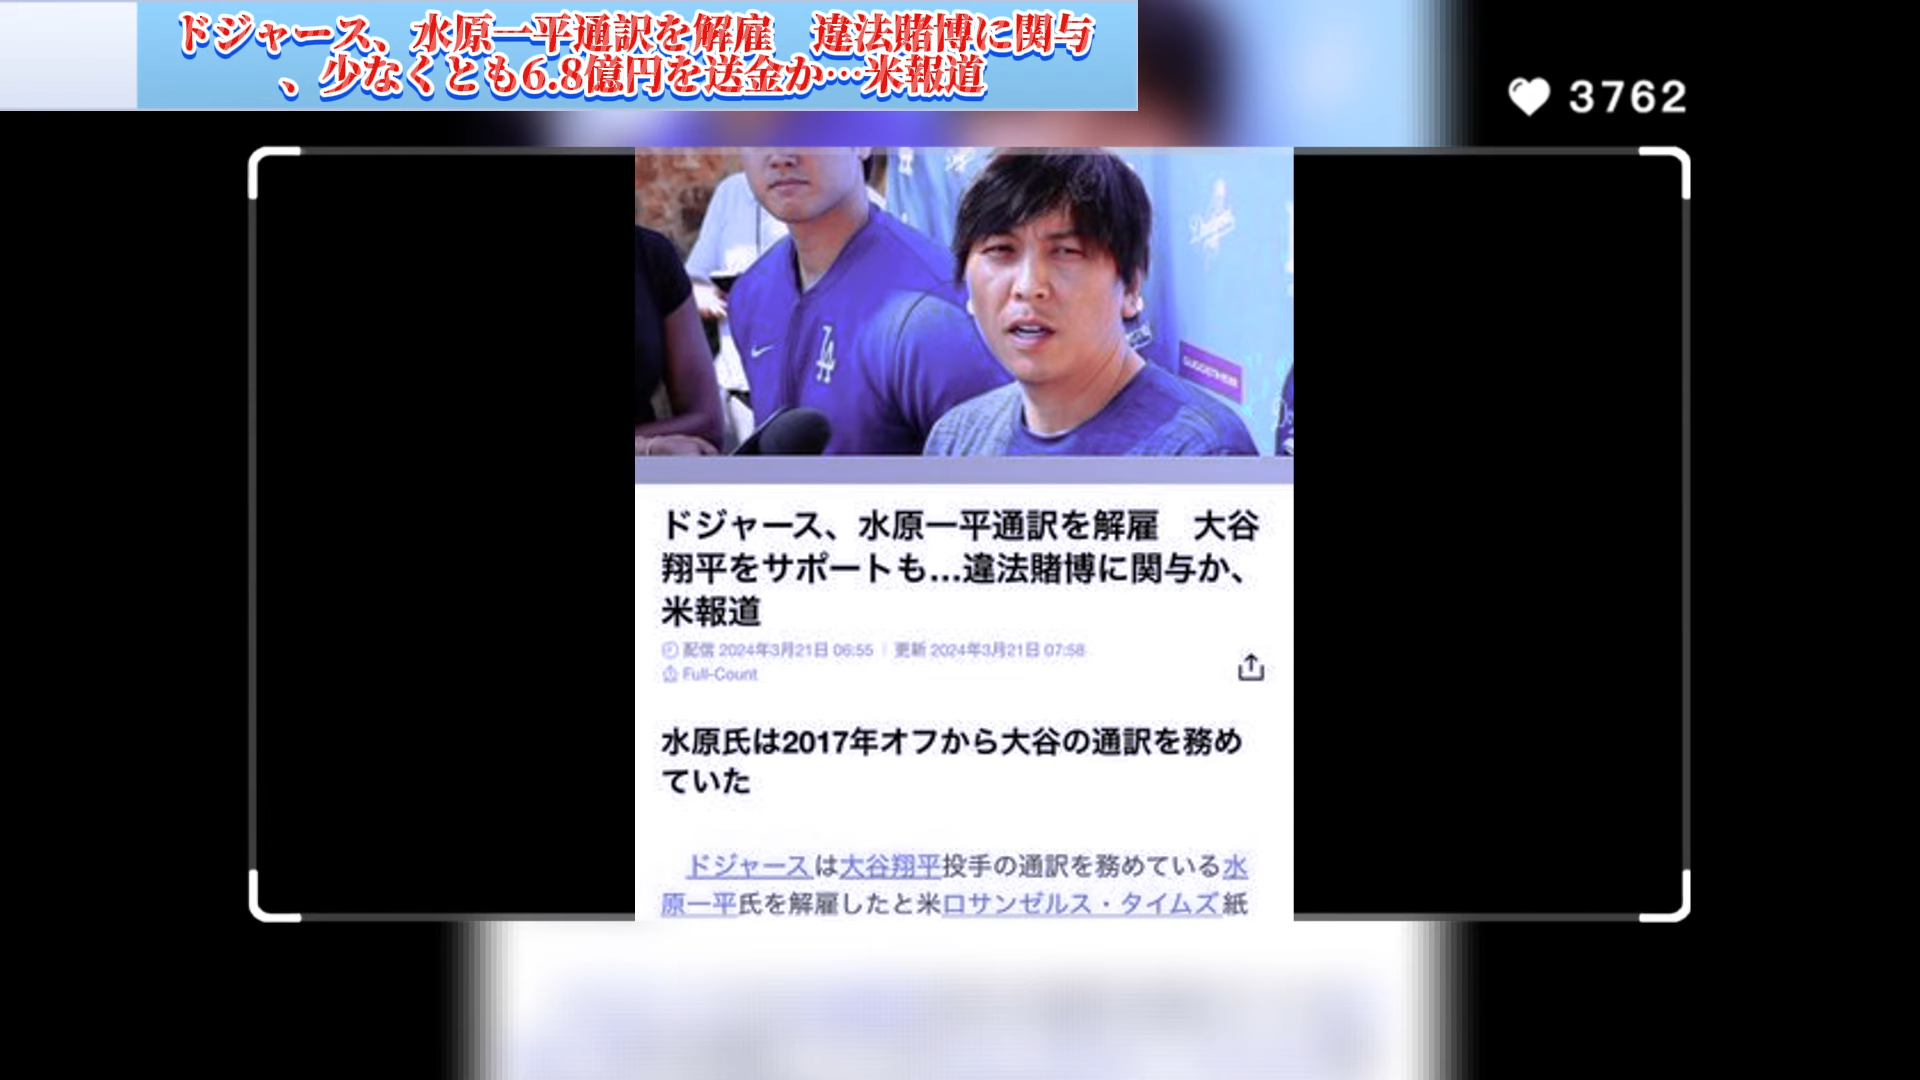 ドジャース、水原一平通訳を解雇　違法賭博に関与
、少なくとも6.8億円を送金か…米報道
3762
Dodgers
LA
ドジャース、水原一平通訳を解雇　大谷
翔平をサポートも…違法賭博に関与か、
米報道
配信 2024年3月21日 06:55 | 更新 2024年3月21日 07:58
Full-Count
水原氏は2017年オフから大谷の通訳を務め
ていた
ドジャースは大谷翔平投手の通訳を務めている水
原一平氏を解雇したと米ロサンゼルス・タイムズ紙